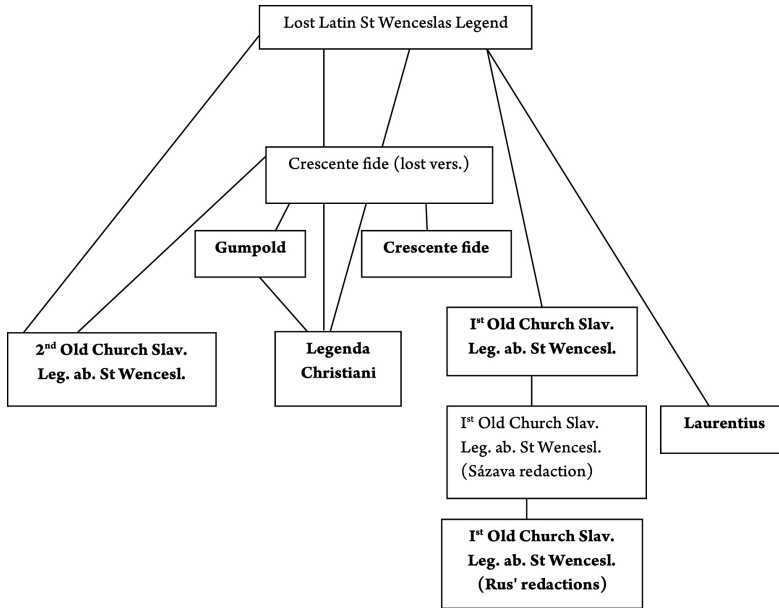 Lost Latin St Wenceslas Legend
Crescente fide (lost vers.)
Gumpold
Crescente fide
2nd Old Church Slav.
Leg. ab. St Wencesl.
Legenda
Christiani
Ist Old Church Slav.
Leg. ab. St Wencesl.
Ist Old Church Slav.
Leg. ab. St Wencesl.
(Sázava redaction)
Laurentius
Ist Old Church Slav.
Leg. ab. St Wencesl.
(Rus' redactions)